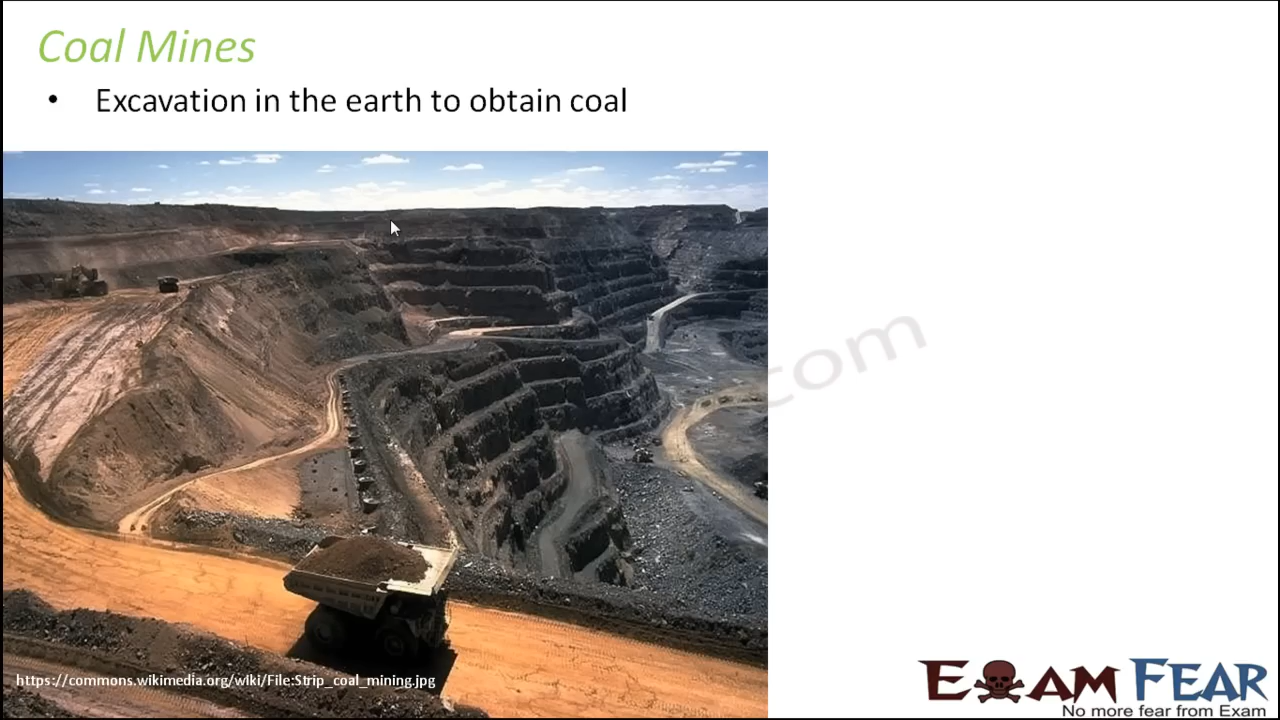 Coal Mines
• Excavation in the earth to obtain coal
.com
https://commons.wikimedia.org/wiki/File:Strip_coal_mining.jpg
EXAM FEAR
No more fear from Exam